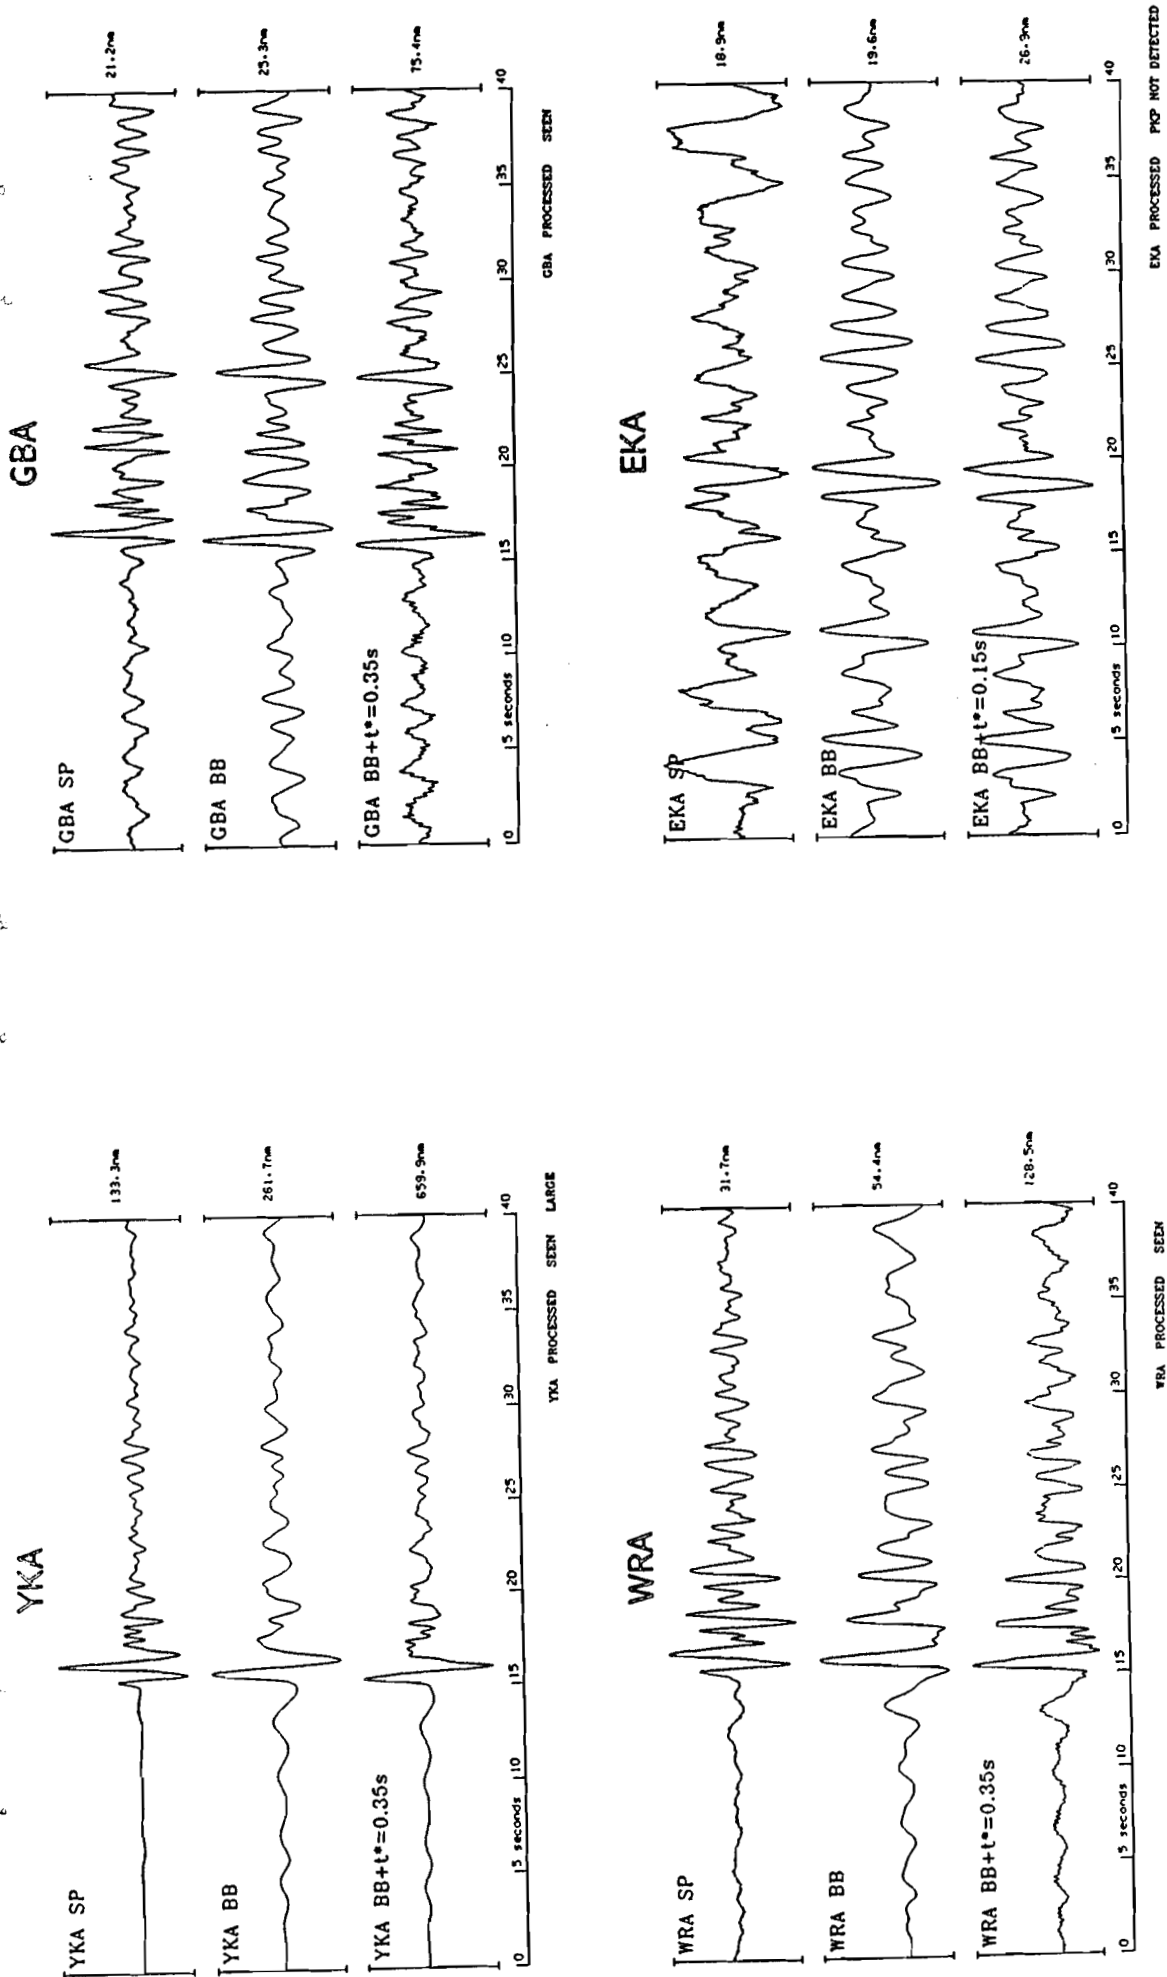 YKA
YKA SP
133.3nm
YKA BB
261.7nm
YKA BB+t*=0.35s
659.9nm
0 5 seconds 10 15 20 25 30 35 40
YKA PROCESSED SEEN LARGE
GBA
GBA SP
21.2nm
GBA BB
25.3nm
GBA BB+t*=0.35s
75.4nm
0 5 seconds 10 15 20 25 30 35 40
GBA PROCESSED SEEN
WRA
WRA SP
31.7nm
WRA BB
54.4nm
WRA BB+t*=0.35s
128.5nm
0 5 seconds 10 15 20 25 30 35 40
WRA PROCESSED SEEN
EKA
EKA SP
18.9nm
EKA BB
19.6nm
EKA BB+t*=0.15s
26.9nm
0 5 seconds 10 15 20 25 30 35 40
EKA PROCESSED PKP NOT DETECTED